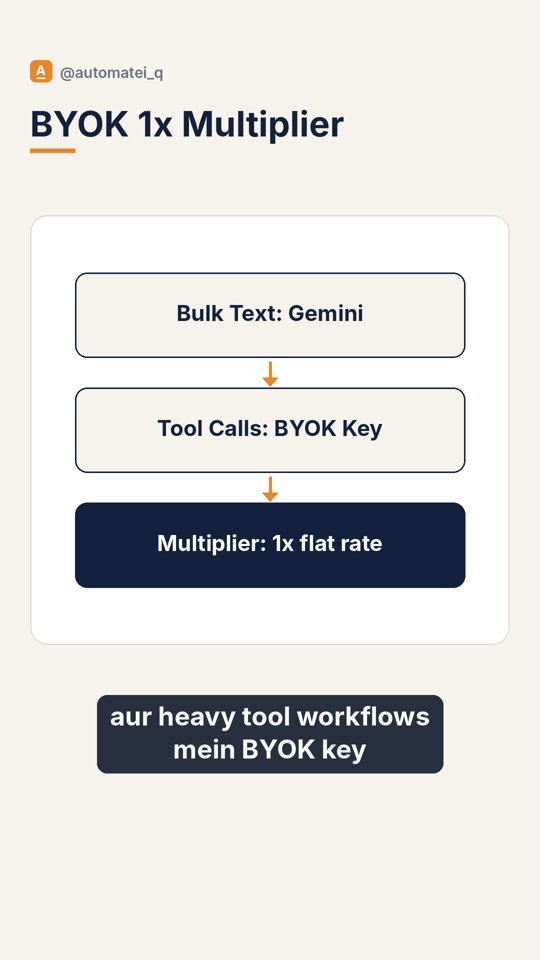 A
@automatei_q
BYOK 1x Multiplier
Bulk Text: Gemini
Tool Calls: BYOK Key
Multiplier: 1x flat rate
aur heavy tool workflows
mein BYOK key